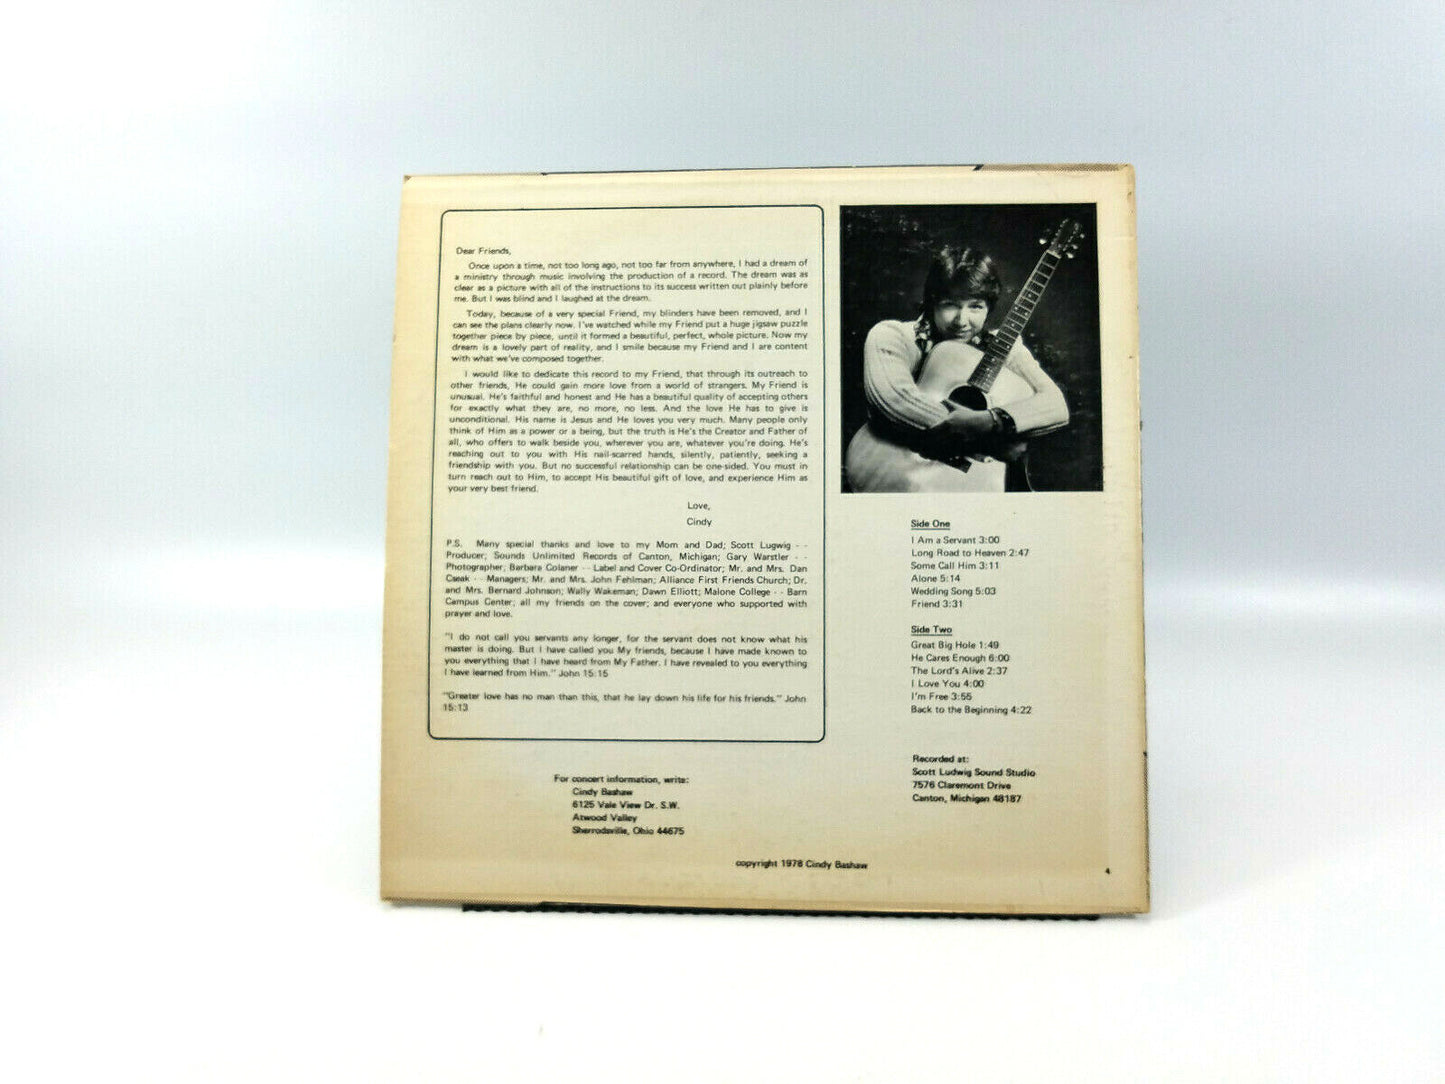 Dear Friends,
Once upon a time, not too long ago, not too far from anywhere, I had a dream of
a ministry through music involving the production of a record. The dream was as
clear as a picture with all of the instructions to its success written out plainly before
me. But I was blind and I laughed at the dream.
Today, because of a very special Friend, my blinders have been removed, and I
can see the plans clearly now. I've watched while my Friend put a huge jigsaw puzzle
together piece by piece, until it formed a beautiful, perfect, whole picture. Now my
dream is a lovely part of reality, and I smile because my Friend and I are content
with what we've composed together.
I would like to dedicate this record to my Friend, that through its outreach to
other friends, He could gain more love from a world of strangers. My Friend is
unusual. He's faithful and honest and He has a beautiful quality of accepting others
for exactly what they are, no more, no less. And the love He has to give is
unconditional. His name is Jesus and He loves you very much. Many people only
think of Him as a power or a being, but the truth is He's the Creator and Father of
all, who offers to walk beside you, wherever you are, whatever you're doing. He's
reaching out to you with His nail-scarred hands, silently, patiently, seeking a
friendship with you. But no successful relationship can be one-sided. You must in
turn reach out to Him, to accept His beautiful gift of love, and experience Him as
your very best friend.
Love,
Cindy
P.S. Many special thanks and love to my Mom and Dad; Scott Lugwig - -
Producer; Sounds Unlimited Records of Canton, Michigan; Gary Warstler - -
Photographer; Barbara Colaner - - Label and Cover Co-Ordinator; Mr. and Mrs. Dan
Cseak - - Managers; Mr. and Mrs. John Fehlman; Alliance First Friends Church; Dr.
and Mrs. Bernard Johnson; Wally Wakeman; Dawn Elliott; Malone College - - Barn
Campus Center; all my friends on the cover; and everyone who supported with
prayer and love.
"I do not call you servants any longer, for the servant does not know what his
master is doing. But I have called you My friends, because I have made known to
you everything that I have heard from My Father. I have revealed to you everything
I have learned from Him." John 15:15
"Greater love has no man than this, that he lay down his life for his friends." John
15:13
For concert information, write:
Cindy Bashaw
6125 Vale View Dr. S.W.
Atwood Valley
Sherrodsville, Ohio 44675
Side One
I Am a Servant 3:00
Long Road to Heaven 2:47
Some Call Him 3:11
Alone 5:14
Wedding Song 5:03
Friend 3:31
Side Two
Great Big Hole 1:49
He Cares Enough 6:00
The Lord's Alive 2:37
I Love You 4:00
I'm Free 3:55
Back to the Beginning 4:22
Recorded at:
Scott Ludwig Sound Studio
7576 Claremont Drive
Canton, Michigan 48187
copyright 1978 Cindy Bashaw
4